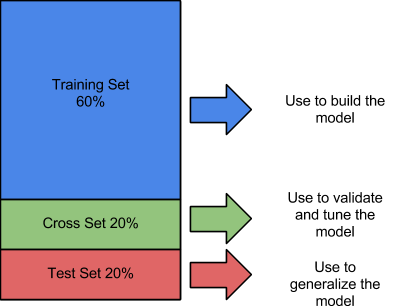 Training Set
60%
Use to build the
model
Cross Set 20%
Use to validate
and tune the
model
Test Set 20%
Use to
generalize the
model